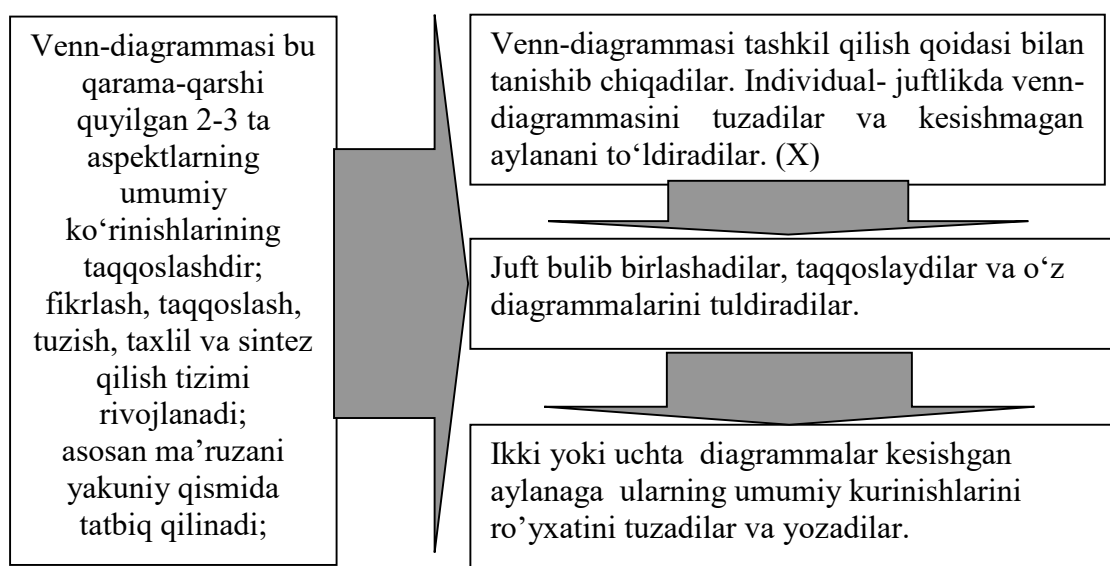 Venn-diagrammasi bu
qarama-qarshi
quyilgan 2-3 ta
aspektlarning
umumiy
ko‘rinishlarining
taqqoslashdir;
fikrlash, taqqoslash,
tuzish, taxlil va sintez
qilish tizimi
rivojlanadi;
asosan ma’ruzani
yakuniy qismida
tatbiq qilinadi;
Venn-diagrammasi tashkil qilish qoidasi bilan
tanishib chiqadilar. Individual- juftlikda venn-
diagrammasini tuzadilar va kesishmagan
aylanani to‘ldiradilar. (X)
Juft bulib birlashadilar, taqqoslaydilar va o‘z
diagrammalarini tuldiradilar.
Ikki yoki uchta diagrammalar kesishgan
aylanaga ularning umumiy kurinishlarini
ro’yxatini tuzadilar va yozadilar.